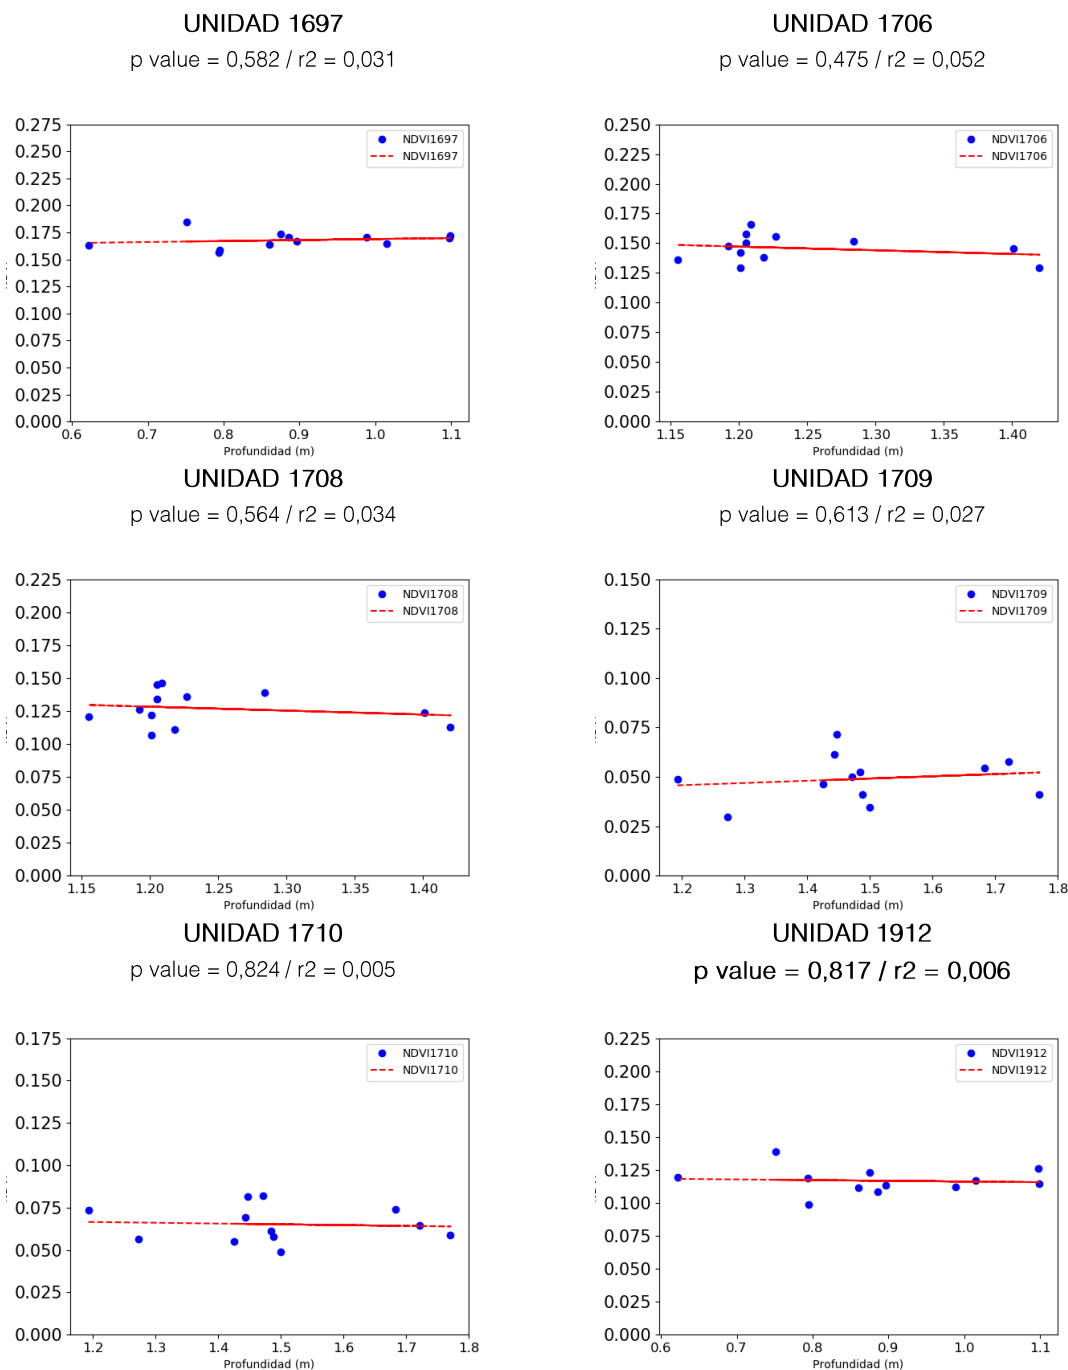 UNIDAD 1697
p value = 0,582 / r2 = 0,031
0.275
0.250
0.225
0.200
0.175
0.150
0.125
0.100
0.075
0.050
0.025
0.000
NDVI1697
NDVI1697
0.6 0.7 0.8 0.9 1.0 1.1
Profundidad (m)
UNIDAD 1706
p value = 0,475 / r2 = 0,052
0.250
0.225
0.200
0.175
0.150
0.125
0.100
0.075
0.050
0.025
0.000
NDVI1706
NDVI1706
1.15 1.20 1.25 1.30 1.35 1.40
Profundidad (m)
UNIDAD 1708
p value = 0,564 / r2 = 0,034
0.225
0.200
0.175
0.150
0.125
0.100
0.075
0.050
0.025
0.000
NDVI1708
NDVI1708
1.15 1.20 1.25 1.30 1.35 1.40
Profundidad (m)
UNIDAD 1709
p value = 0,613 / r2 = 0,027
0.150
0.125
0.100
0.075
0.050
0.025
0.000
NDVI1709
NDVI1709
1.2 1.3 1.4 1.5 1.6 1.7 1.8
Profundidad (m)
UNIDAD 1710
p value = 0,824 / r2 = 0,005
0.175
0.150
0.125
0.100
0.075
0.050
0.025
0.000
NDVI1710
NDVI1710
1.2 1.3 1.4 1.5 1.6 1.7 1.8
Profundidad (m)
UNIDAD 1912
p value = 0,817 / r2 = 0,006
0.225
0.200
0.175
0.150
0.125
0.100
0.075
0.050
0.025
0.000
NDVI1912
NDVI1912
0.6 0.7 0.8 0.9 1.0 1.1
Profundidad (m)